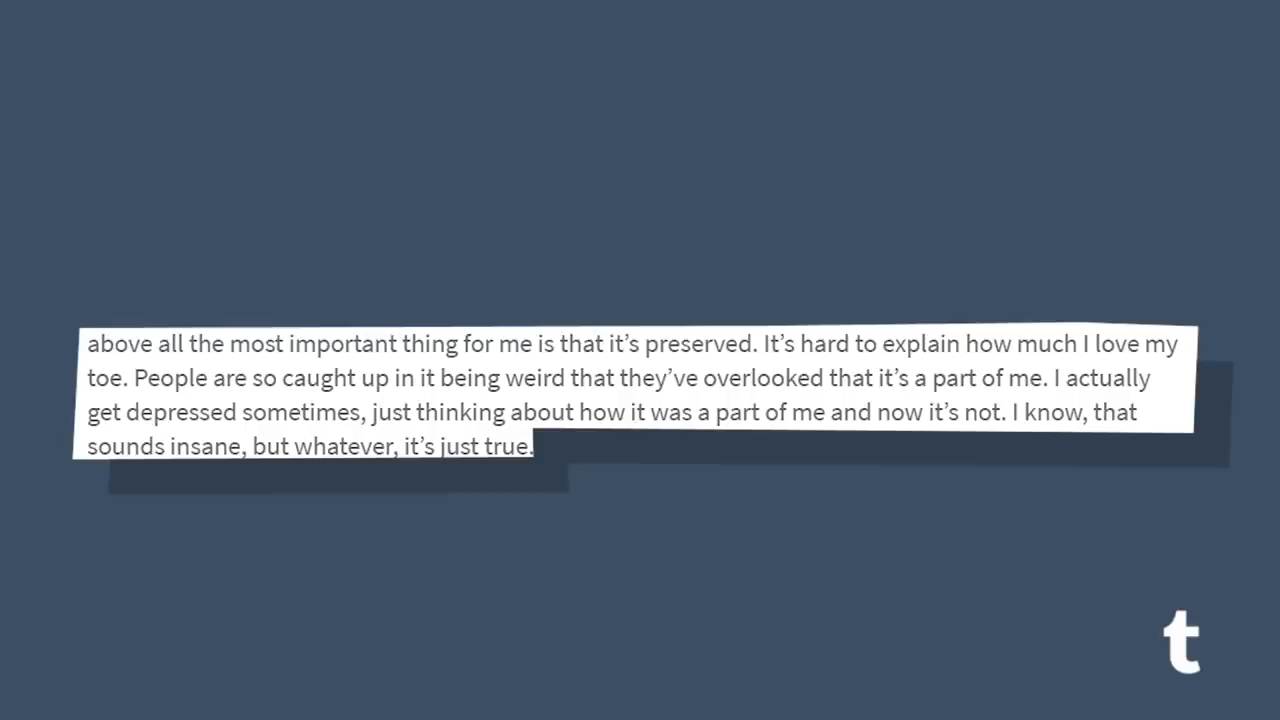 above all the most important thing for me is that it’s preserved. It’s hard to explain how much I love my
toe. People are so caught up in it being weird that they’ve overlooked that it’s a part of me. I actually
get depressed sometimes, just thinking about how it was a part of me and now it’s not. I know, that
sounds insane, but whatever, it’s just true.
t